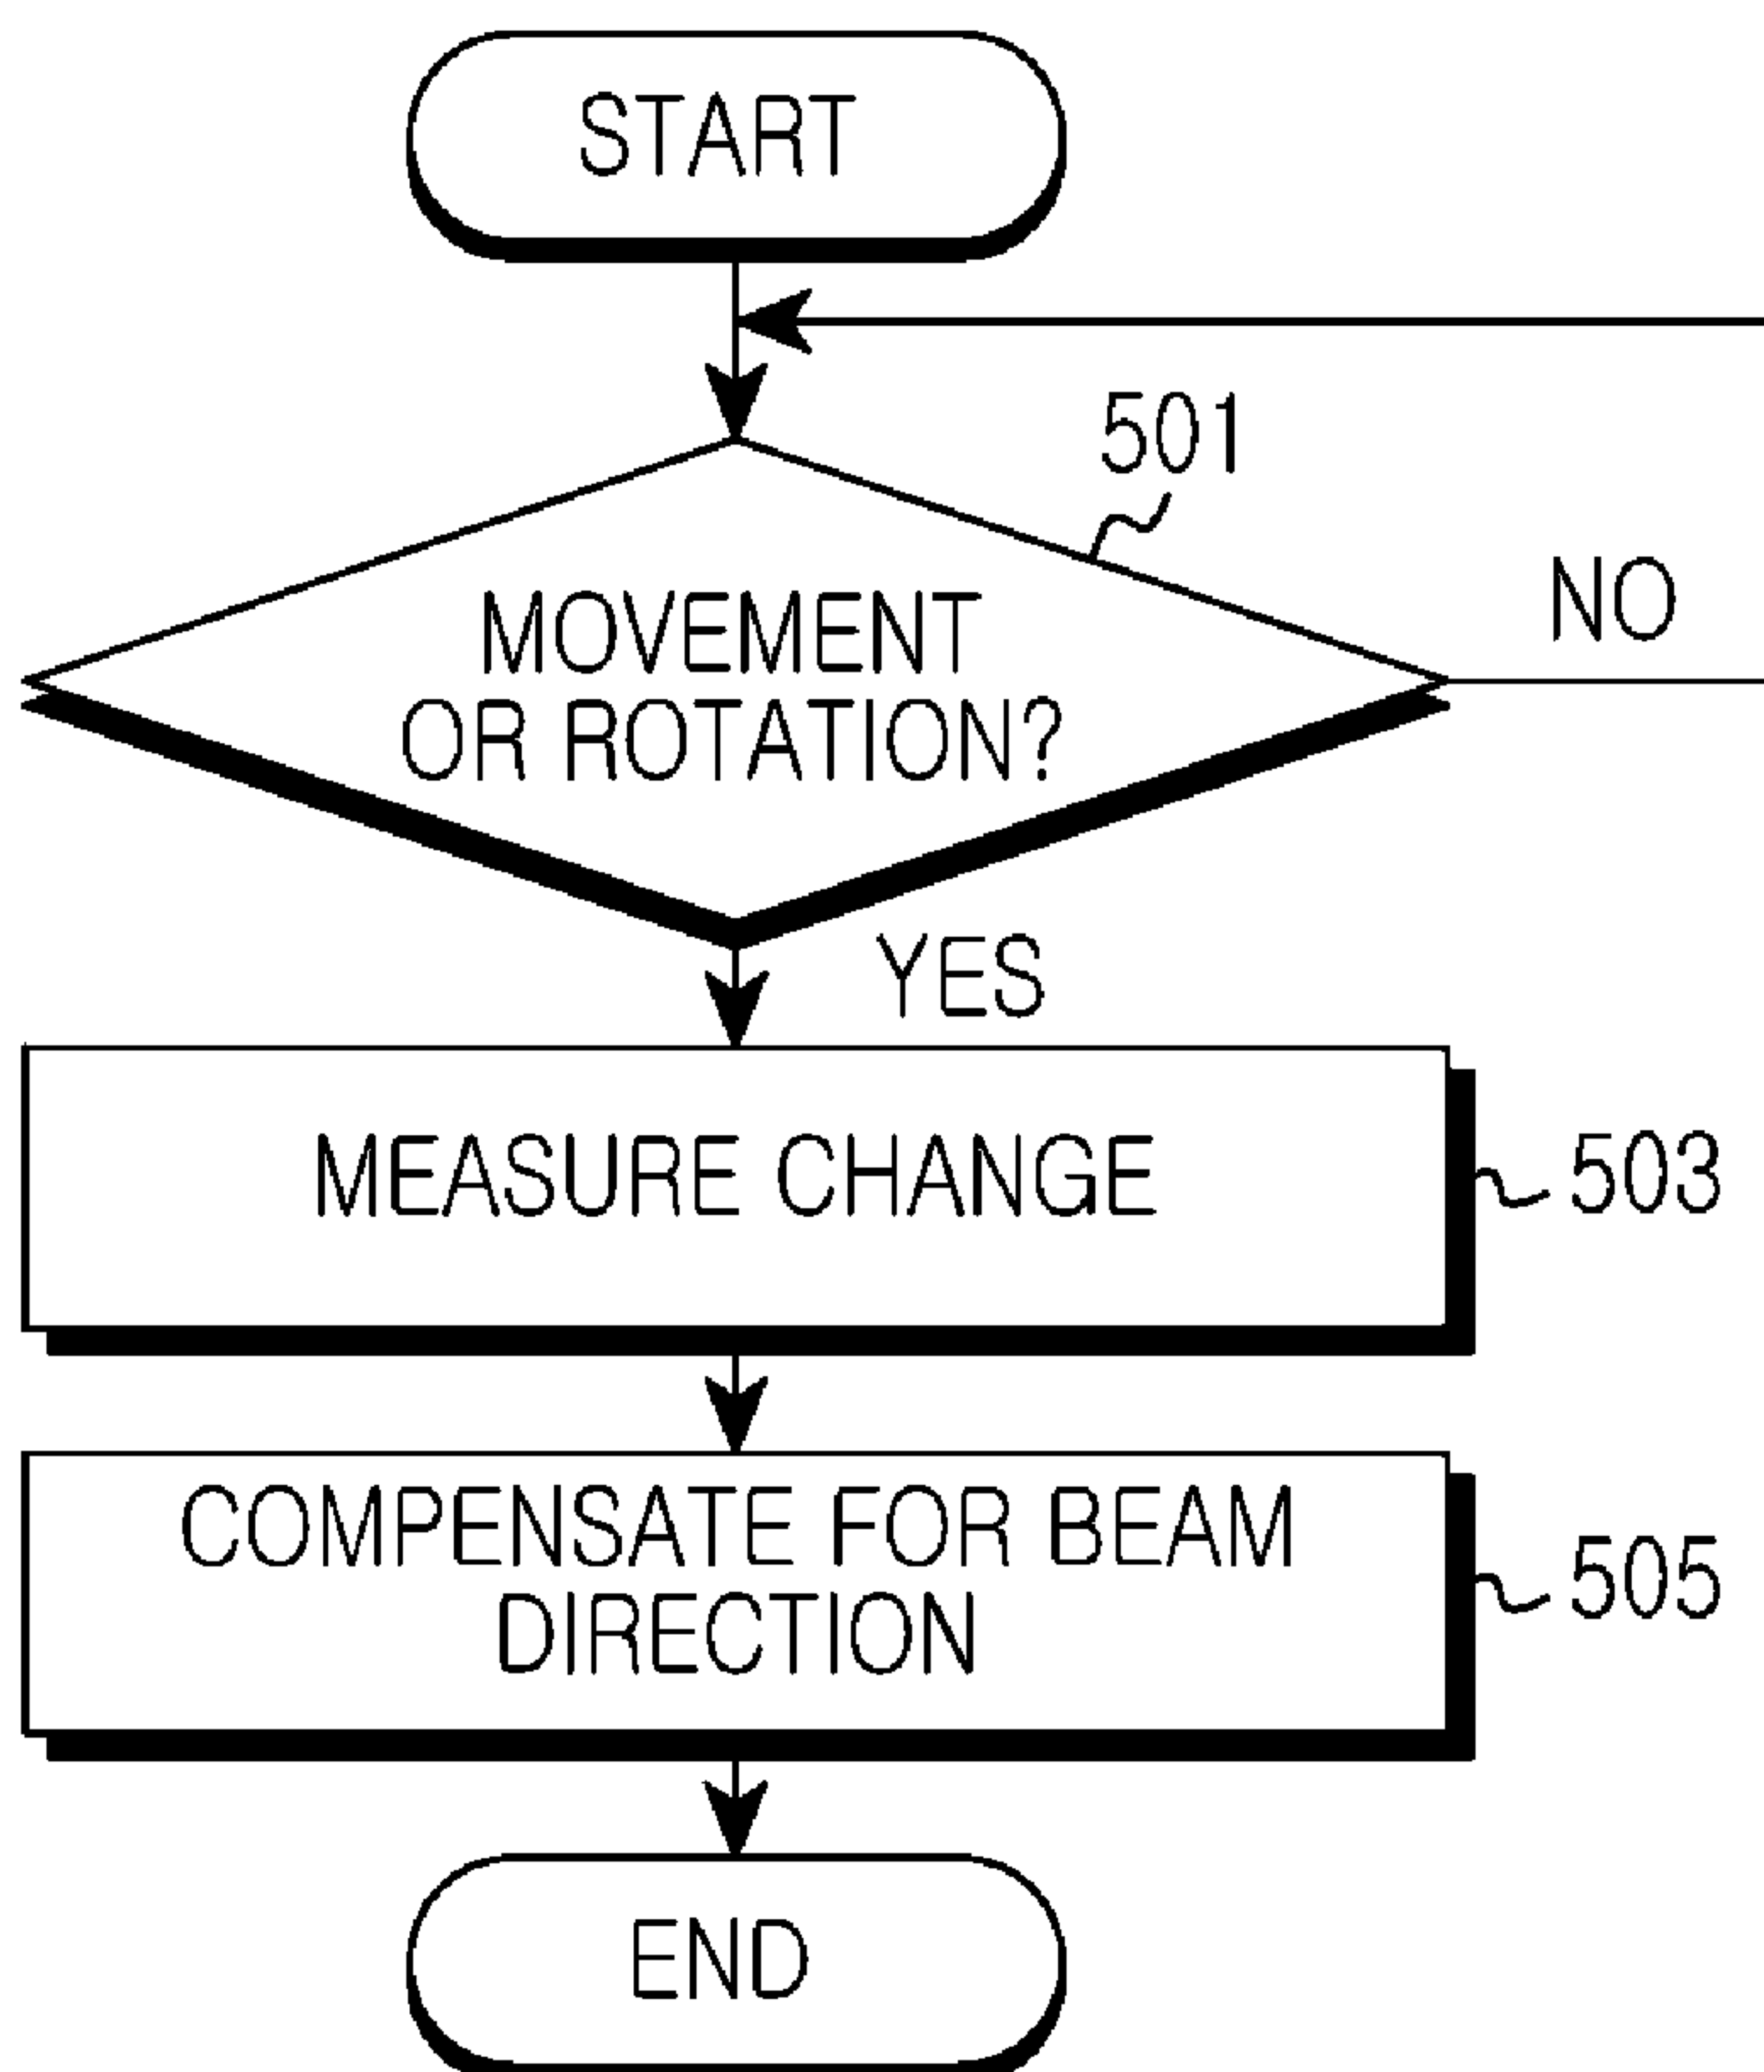 START
501
NO
MOVEMENT
OR ROTATION?
YES
MEASURE CHANGE
503
COMPENSATE FOR BEAM
DIRECTION
505
END